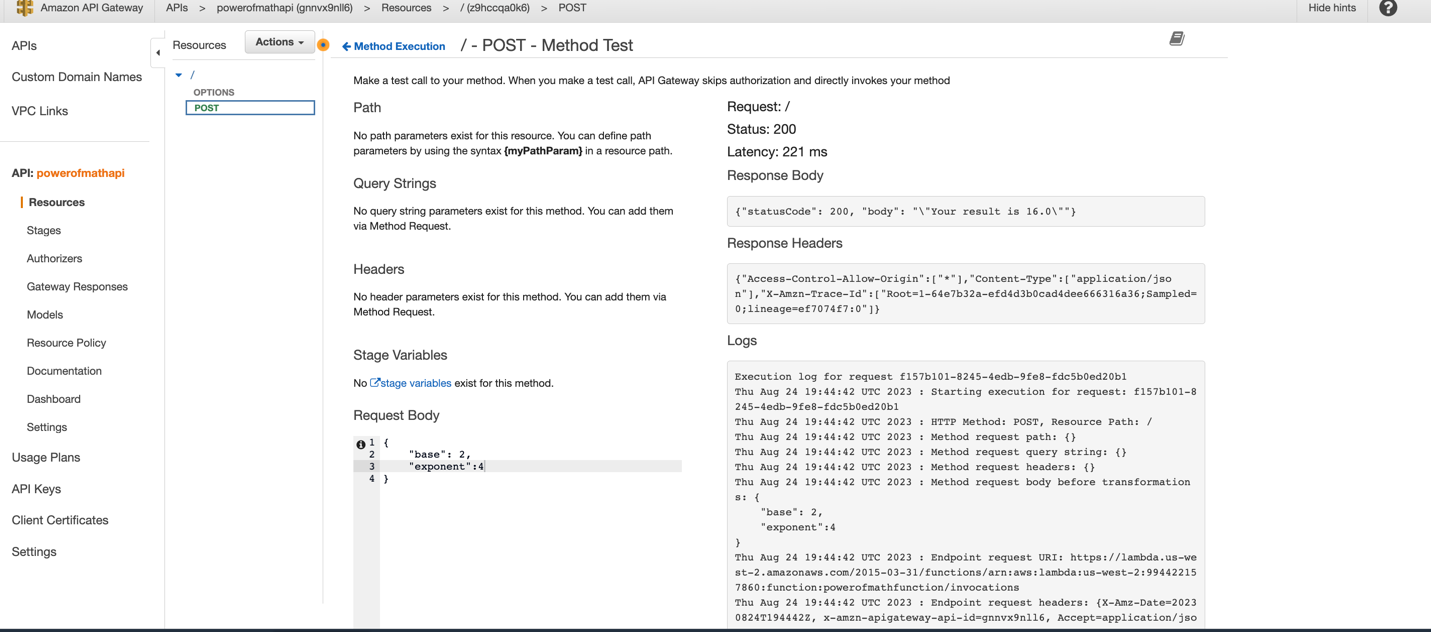 Amazon API Gateway
APIs > powerofmathapi (gnnvx9nll6) > Resources > / (z9hccqa0k6) > POST
Hide hints
?
APIs
Custom Domain Names
VPC Links
API: powerofmathapi
Resources
Stages
Authorizers
Gateway Responses
Models
Resource Policy
Documentation
Dashboard
Settings
Usage Plans
API Keys
Client Certificates
Settings
Resources
Actions
/
OPTIONS
POST
Method Execution / - POST - Method Test
Make a test call to your method. When you make a test call, API Gateway skips authorization and directly invokes your method
Path
No path parameters exist for this resource. You can define path
parameters by using the syntax {myPathParam} in a resource path.
Query Strings
No query string parameters exist for this method. You can add them
via Method Request.
Headers
No header parameters exist for this method. You can add them via
Method Request.
Stage Variables
No stage variables exist for this method.
Request Body
1 {
2 "base": 2,
3 "exponent":4
4 }
Request: /
Status: 200
Latency: 221 ms
Response Body
{"statusCode": 200, "body": "\"Your result is 16.0\""}
Response Headers
{"Access-Control-Allow-Origin":["*"],"Content-Type":["application/jso
n"],"X-Amzn-Trace-Id":["Root=1-64e7b32a-efd4d3b0cad4dee666316a36;Sampled=
0;lineage=ef7074f7:0"]}
Logs
Execution log for request f157b101-8245-4edb-9fe8-fdc5b0ed20b1
Thu Aug 24 19:44:42 UTC 2023 : Starting execution for request: f157b101-8
245-4edb-9fe8-fdc5b0ed20b1
Thu Aug 24 19:44:42 UTC 2023 : HTTP Method: POST, Resource Path: /
Thu Aug 24 19:44:42 UTC 2023 : Method request path: {}
Thu Aug 24 19:44:42 UTC 2023 : Method request query string: {}
Thu Aug 24 19:44:42 UTC 2023 : Method request headers: {}
Thu Aug 24 19:44:42 UTC 2023 : Method request body before transformation
s: {
"base": 2,
"exponent":4
}
Thu Aug 24 19:44:42 UTC 2023 : Endpoint request URI: https://lambda.us-we
st-2.amazonaws.com/2015-03-31/functions/arn:aws:lambda:us-west-2:99442215
7860:function:powerofmathfunction/invocations
Thu Aug 24 19:44:42 UTC 2023 : Endpoint request headers: {X-Amz-Date=2023
0824T194442Z, x-amzn-apigateway-api-id=gnnvx9nll6, Accept=application/jso